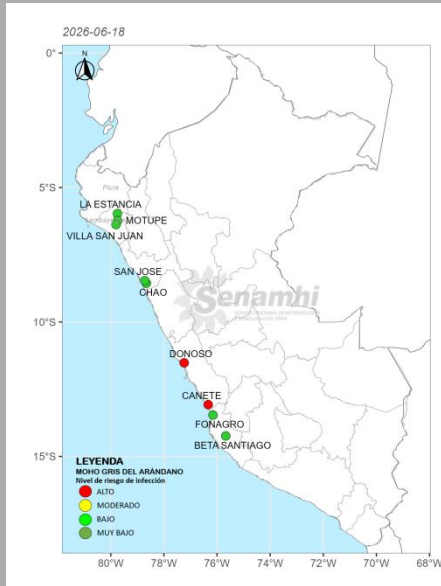 2026-06-18
N
0°
5°S
10°S
15°S
Piura
LA ESTANCIA
MOTUPE
VILLA SAN JUAN
SAN JOSE
CHAO
Senamhi
DONOSO
CAÑETE
FONAGRO
BETA SANTIAGO
LEYENDA
MOHO GRIS DEL ARÁNDANO
Nivel de riesgo de infección
ALTO
MODERADO
BAJO
MUY BAJO
80°W 78°W 76°W 74°W 72°W 70°W 68°W